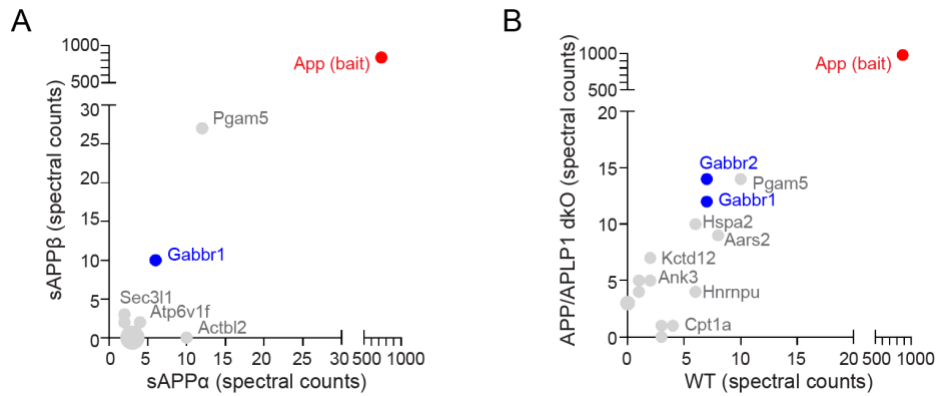 A
sAPPβ (spectral counts)
1000
500
30
25
20
15
10
5
0
App (bait)
Pgam5
Gabbr1
Sec3l1
Atp6v1f
Actbl2
0 5 10 15 20 25 30 500 1000
sAPPα (spectral counts)
B
APP/APLP1 dkO (spectral counts)
1000
500
20
15
10
5
0
App (bait)
Gabbr2
Pgam5
Gabbr1
Hspa2
Aars2
Kctd12
Ank3
Hnrnpu
Cpt1a
0 5 10 15 20 500 1000
WT (spectral counts)